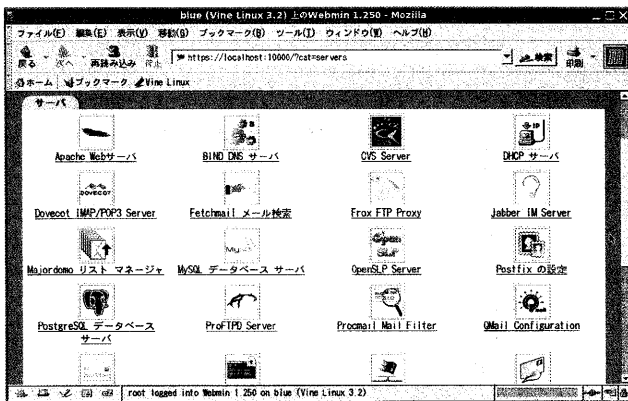 blue (Vine Linux 3.2) 上のWebmin 1.250 - Mozilla
ファイル(F) 編集(E) 表示(V) 移動(G) ブックマーク(B) ツール(T) ウィンドウ(W) ヘルプ(H)
戻る 次へ 再読み込み 停止 https://localhost:10000/?cat=servers 検索 印刷
ホーム ブックマーク Vine Linux
サーバ
Apache Webサーバ BIND DNS サーバ CVS Server DHCP サーバ
DOVECOT
Dovecot IMAP/POP3 Server Fetchmail メール検索 Frox FTP Proxy Jabber IM Server
My
Open
Majordomo リスト マネージャ MySQL データベース サーバ OpenSLP Server Postfix の設定
PostgreSQL データベース サーバ ProFTPD Server Procmail Mail Filter QMail Configuration
root logged into Webmin 1.250 on blue (Vine Linux 3.2)